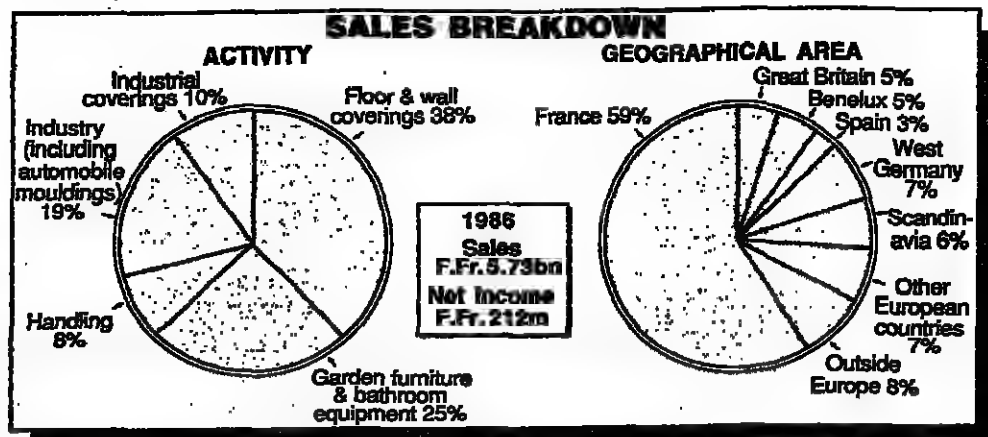 SALES BREAKDOWN
ACTIVITY
Industrial
coverings 10%
Floor & wall
coverings 38%
Industry
(including
automobile
mouldings)
19%
Handling
8%
Garden furniture
& bathroom
equipment 25%
1986
Sales
F.Fr.5.73bn
Net income
F.Fr.212m
GEOGRAPHICAL AREA
France 59%
Great Britain 5%
Benelux 5%
Spain 3%
West
Germany
7%
Scandin-
avia 6%
Other
European
countries
7%
Outside
Europe 8%